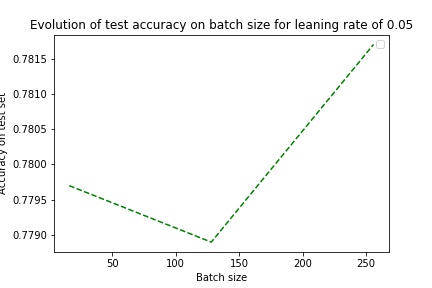 Evolution of test accuracy on batch size for leaning rate of 0.05
0.7815
0.7810
0.7805
0.7800
0.7795
0.7790
Accuracy on test set
50 100 150 200 250
Batch size